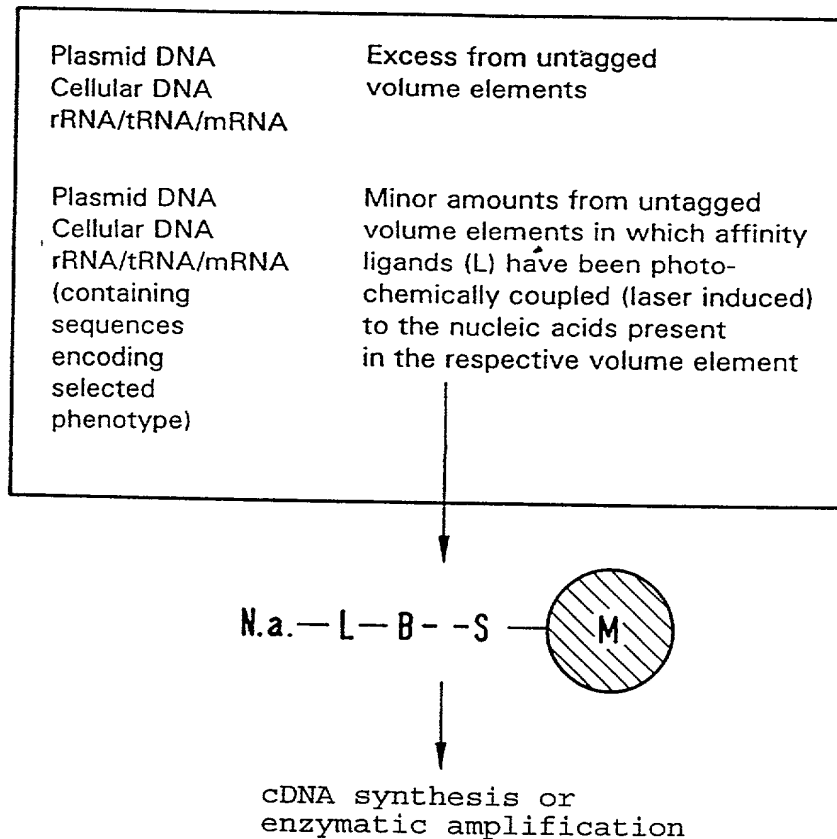 Plasmid DNA
Cellular DNA
rRNA/tRNA/mRNA
Excess from untagged
volume elements
Plasmid DNA
Cellular DNA
rRNA/tRNA/mRNA
(containing
sequences
encoding
selected
phenotype)
Minor amounts from untagged
volume elements in which affinity
ligands (L) have been photo-
chemically coupled (laser induced)
to the nucleic acids present
in the respective volume element
N.a.—L—B- -S—M
cDNA synthesis or
enzymatic amplification